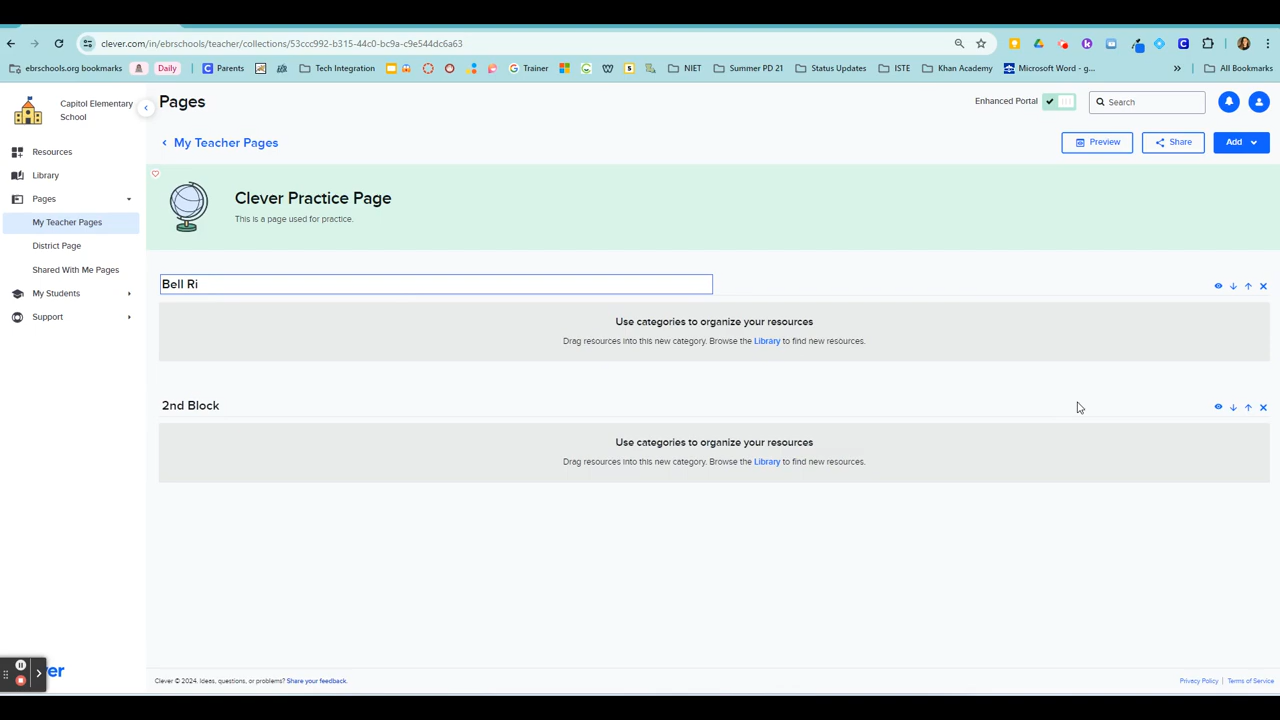 clever.com/in/ebrschools/teacher/collections/53ccc992-b315-44c0-bc9a-c9e544dc6a63
ebrschools.org bookmarks Daily Parents Tech Integration Trainer NIET Summer PD 21 Status Updates ISTE Khan Academy Microsoft Word - g... » All Bookmarks
Capitol Elementary School
Pages
Enhanced Portal
Search
Resources
Library
Pages
My Teacher Pages
District Page
Shared With Me Pages
My Students
Support
My Teacher Pages
Preview
Share
Add
Clever Practice Page
This is a page used for practice.
Bell Ri
Use categories to organize your resources
Drag resources into this new category. Browse the Library to find new resources.
2nd Block
Use categories to organize your resources
Drag resources into this new category. Browse the Library to find new resources.
ver
Clever © 2024. Ideas, questions, or problems? Share your feedback.
Privacy Policy | Terms of Service